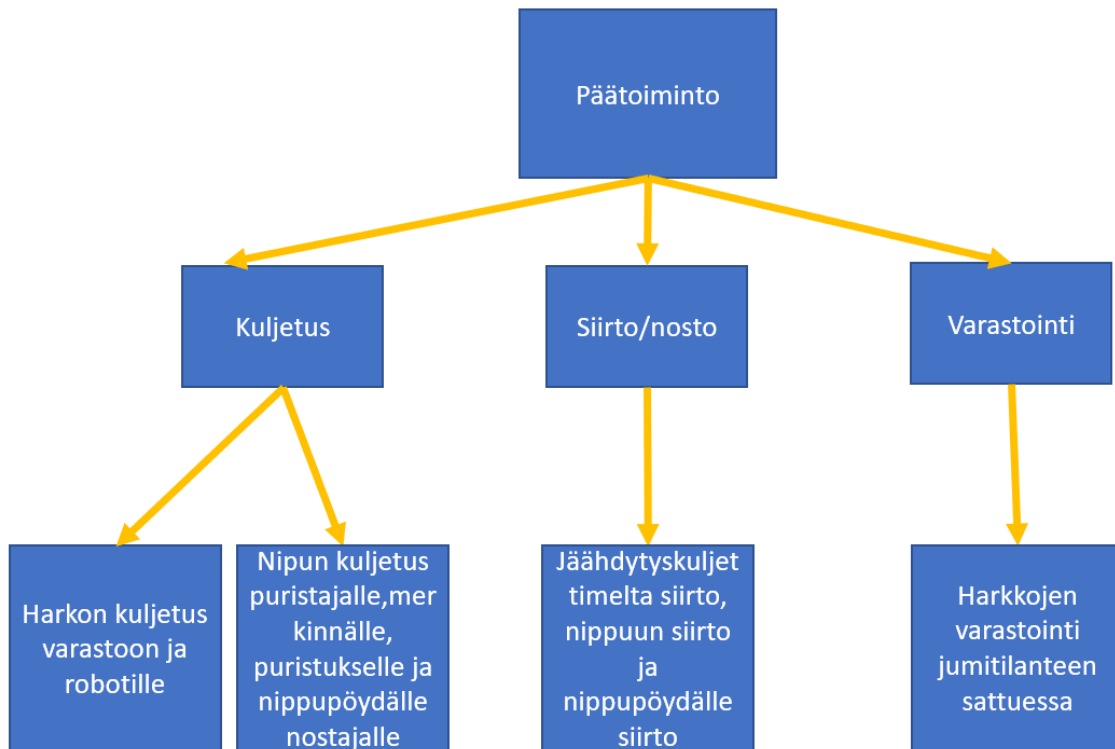 Päätoiminto
Kuljetus
Siirto/nosto
Varastointi
Harkon kuljetus
varastoon ja
robotille
Nipun kuljetus
puristajalle,mer
kinnälle,
puristukselle ja
nippupöydälle
nostajalle
Jäähdytyskuljet
timelta siirto,
nippuun siirto
ja
nippupöydälle
siirto
Harkkojen
varastointi
jumitilanteen
sattuessa